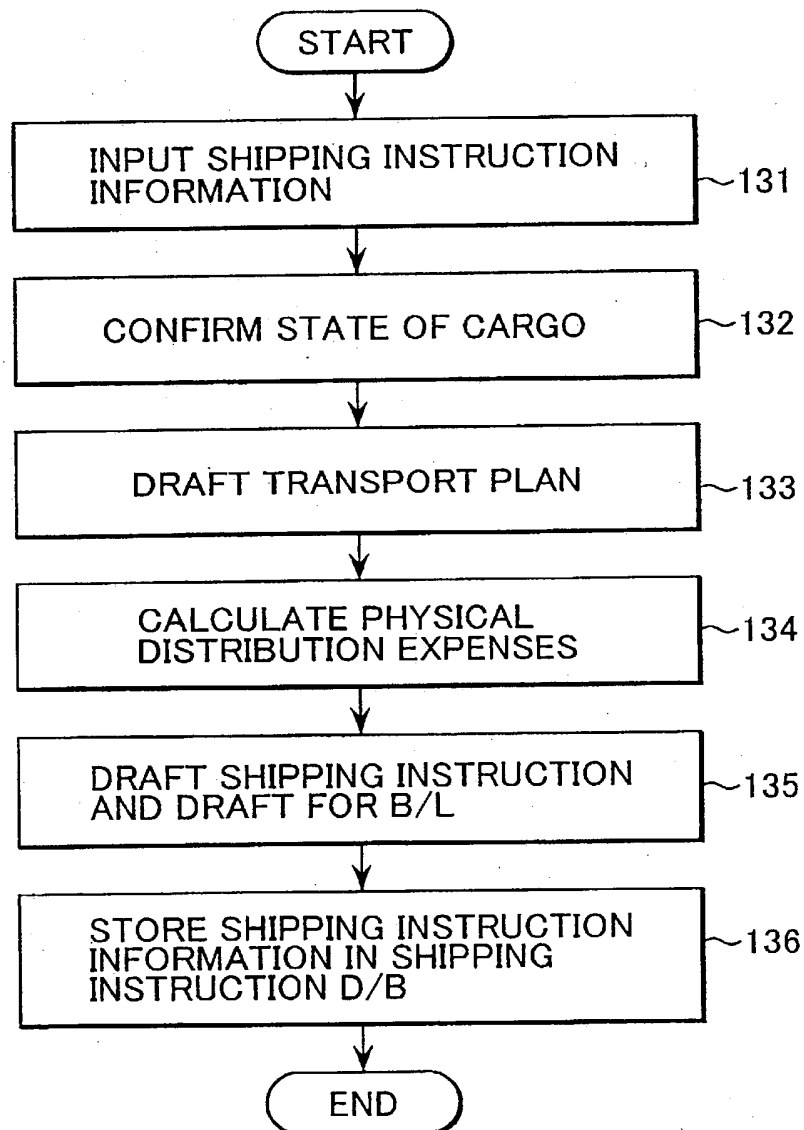 START
INPUT SHIPPING INSTRUCTION
INFORMATION
131
CONFIRM STATE OF CARGO
132
DRAFT TRANSPORT PLAN
133
CALCULATE PHYSICAL
DISTRIBUTION EXPENSES
134
DRAFT SHIPPING INSTRUCTION
AND DRAFT FOR B/L
135
STORE SHIPPING INSTRUCTION
INFORMATION IN SHIPPING
INSTRUCTION D/B
136
END